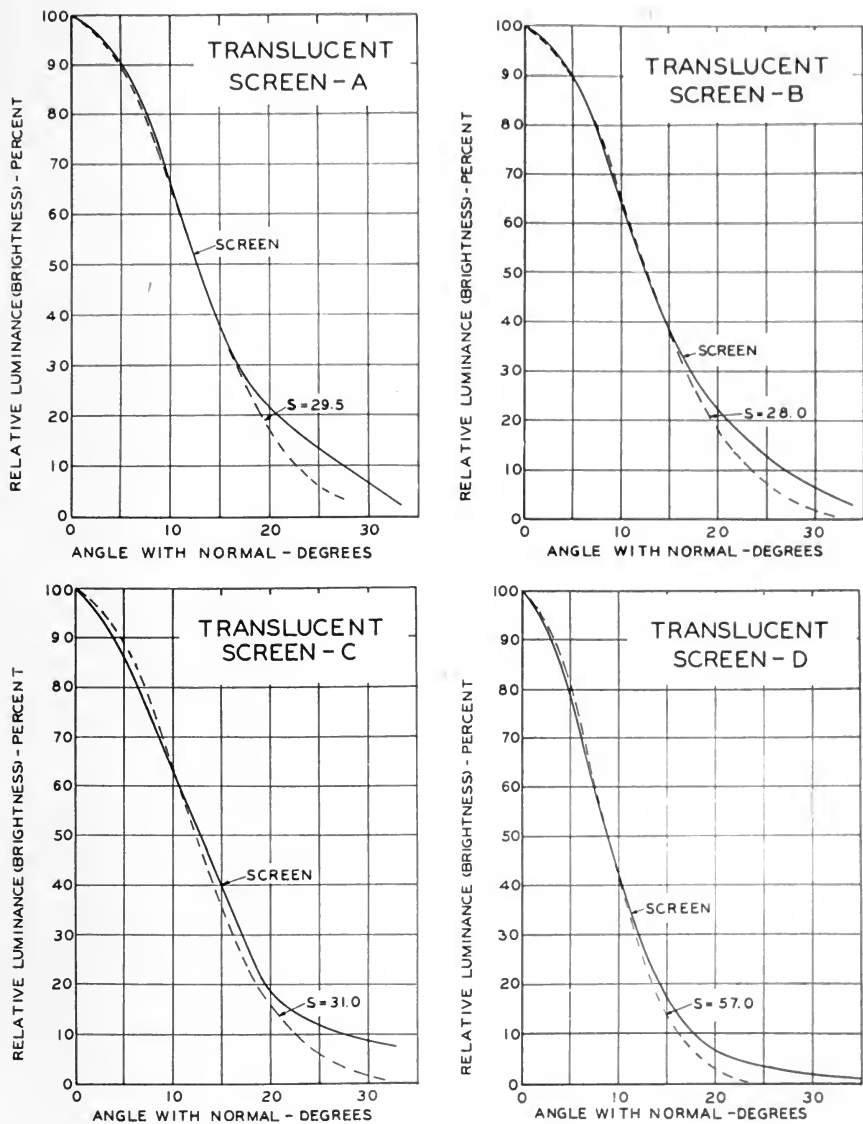 TRANSLUCENT
SCREEN-A
RELATIVE LUMINANCE (BRIGHTNESS) - PERCENT
100
90
80
70
60
50
40
30
20
10
0
SCREEN
S=29.5
0 10 20 30
ANGLE WITH NORMAL-DEGREES
TRANSLUCENT
SCREEN-B
RELATIVE LUMINANCE (BRIGHTNESS) - PERCENT
100
90
80
70
60
50
40
30
20
10
0
SCREEN
S=28.0
0 10 20 30
ANGLE WITH NORMAL-DEGREES
TRANSLUCENT
SCREEN-C
RELATIVE LUMINANCE (BRIGHTNESS) - PERCENT
100
90
80
70
60
50
40
30
20
10
0
SCREEN
S=31.0
0 10 20 30
ANGLE WITH NORMAL-DEGREES
TRANSLUCENT
SCREEN-D
RELATIVE LUMINANCE (BRIGHTNESS) - PERCENT
100
90
80
70
60
50
40
30
20
10
0
SCREEN
S=57.0
0 10 20 30
ANGLE WITH NORMAL-DEGREES